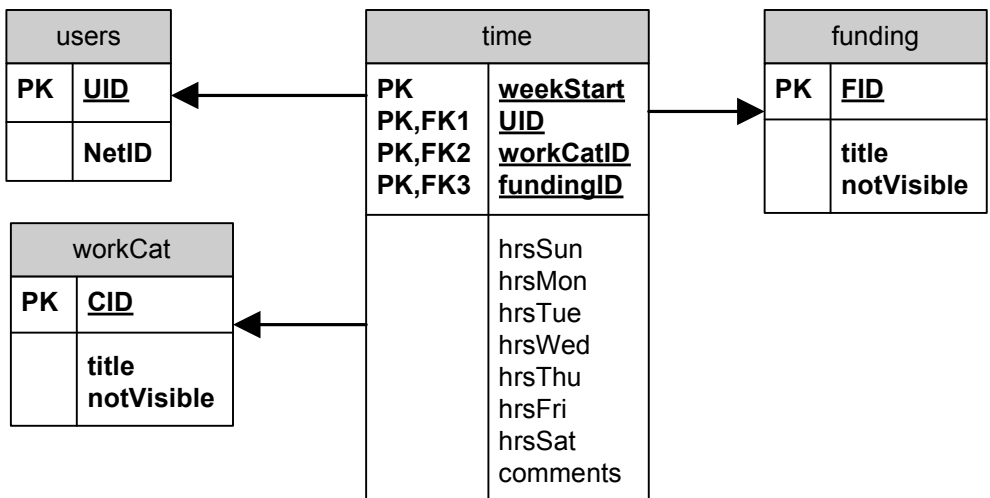 users
PK UID
NetID
workCat
PK CID
title
notVisible
time
PK weekStart
PK,FK1 UID
PK,FK2 workCatID
PK,FK3 fundingID
hrsSun
hrsMon
hrsTue
hrsWed
hrsThu
hrsFri
hrsSat
comments
funding
PK FID
title
notVisible